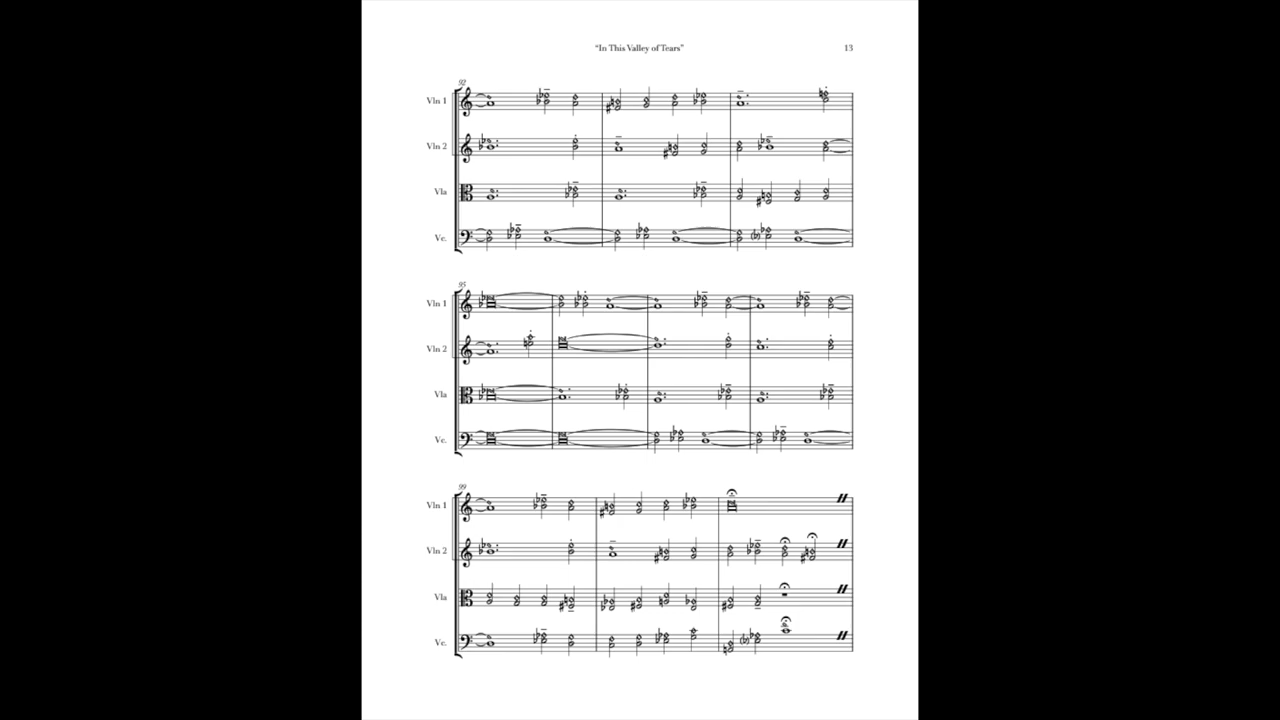 “In This Valley of Tears”
13
92
Vln 1
Vln 2
Vla
Vc.
95
Vln 1
Vln 2
Vla
Vc.
99
Vln 1
Vln 2
Vla
Vc.